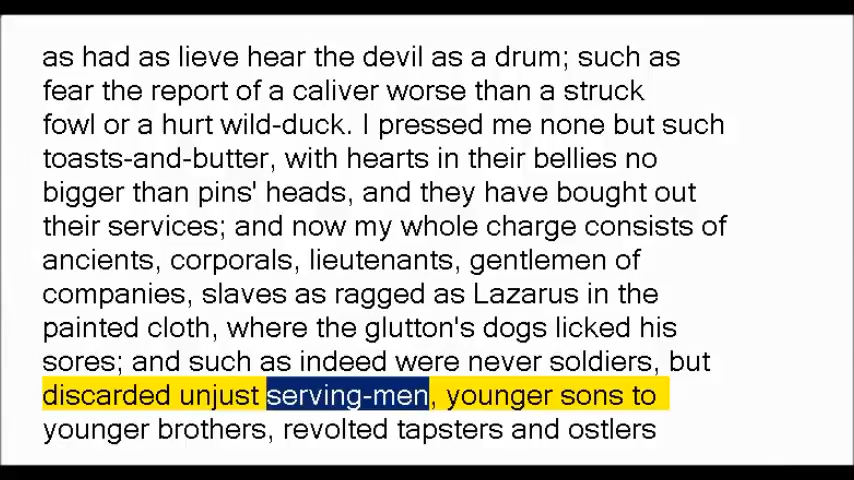 as had as lieve hear the devil as a drum; such as
fear the report of a caliver worse than a struck
fowl or a hurt wild-duck. I pressed me none but such
toasts-and-butter, with hearts in their bellies no
bigger than pins' heads, and they have bought out
their services; and now my whole charge consists of
ancients, corporals, lieutenants, gentlemen of
companies, slaves as ragged as Lazarus in the
painted cloth, where the glutton's dogs licked his
sores; and such as indeed were never soldiers, but
discarded unjust serving-men, younger sons to
younger brothers, revolted tapsters and ostlers